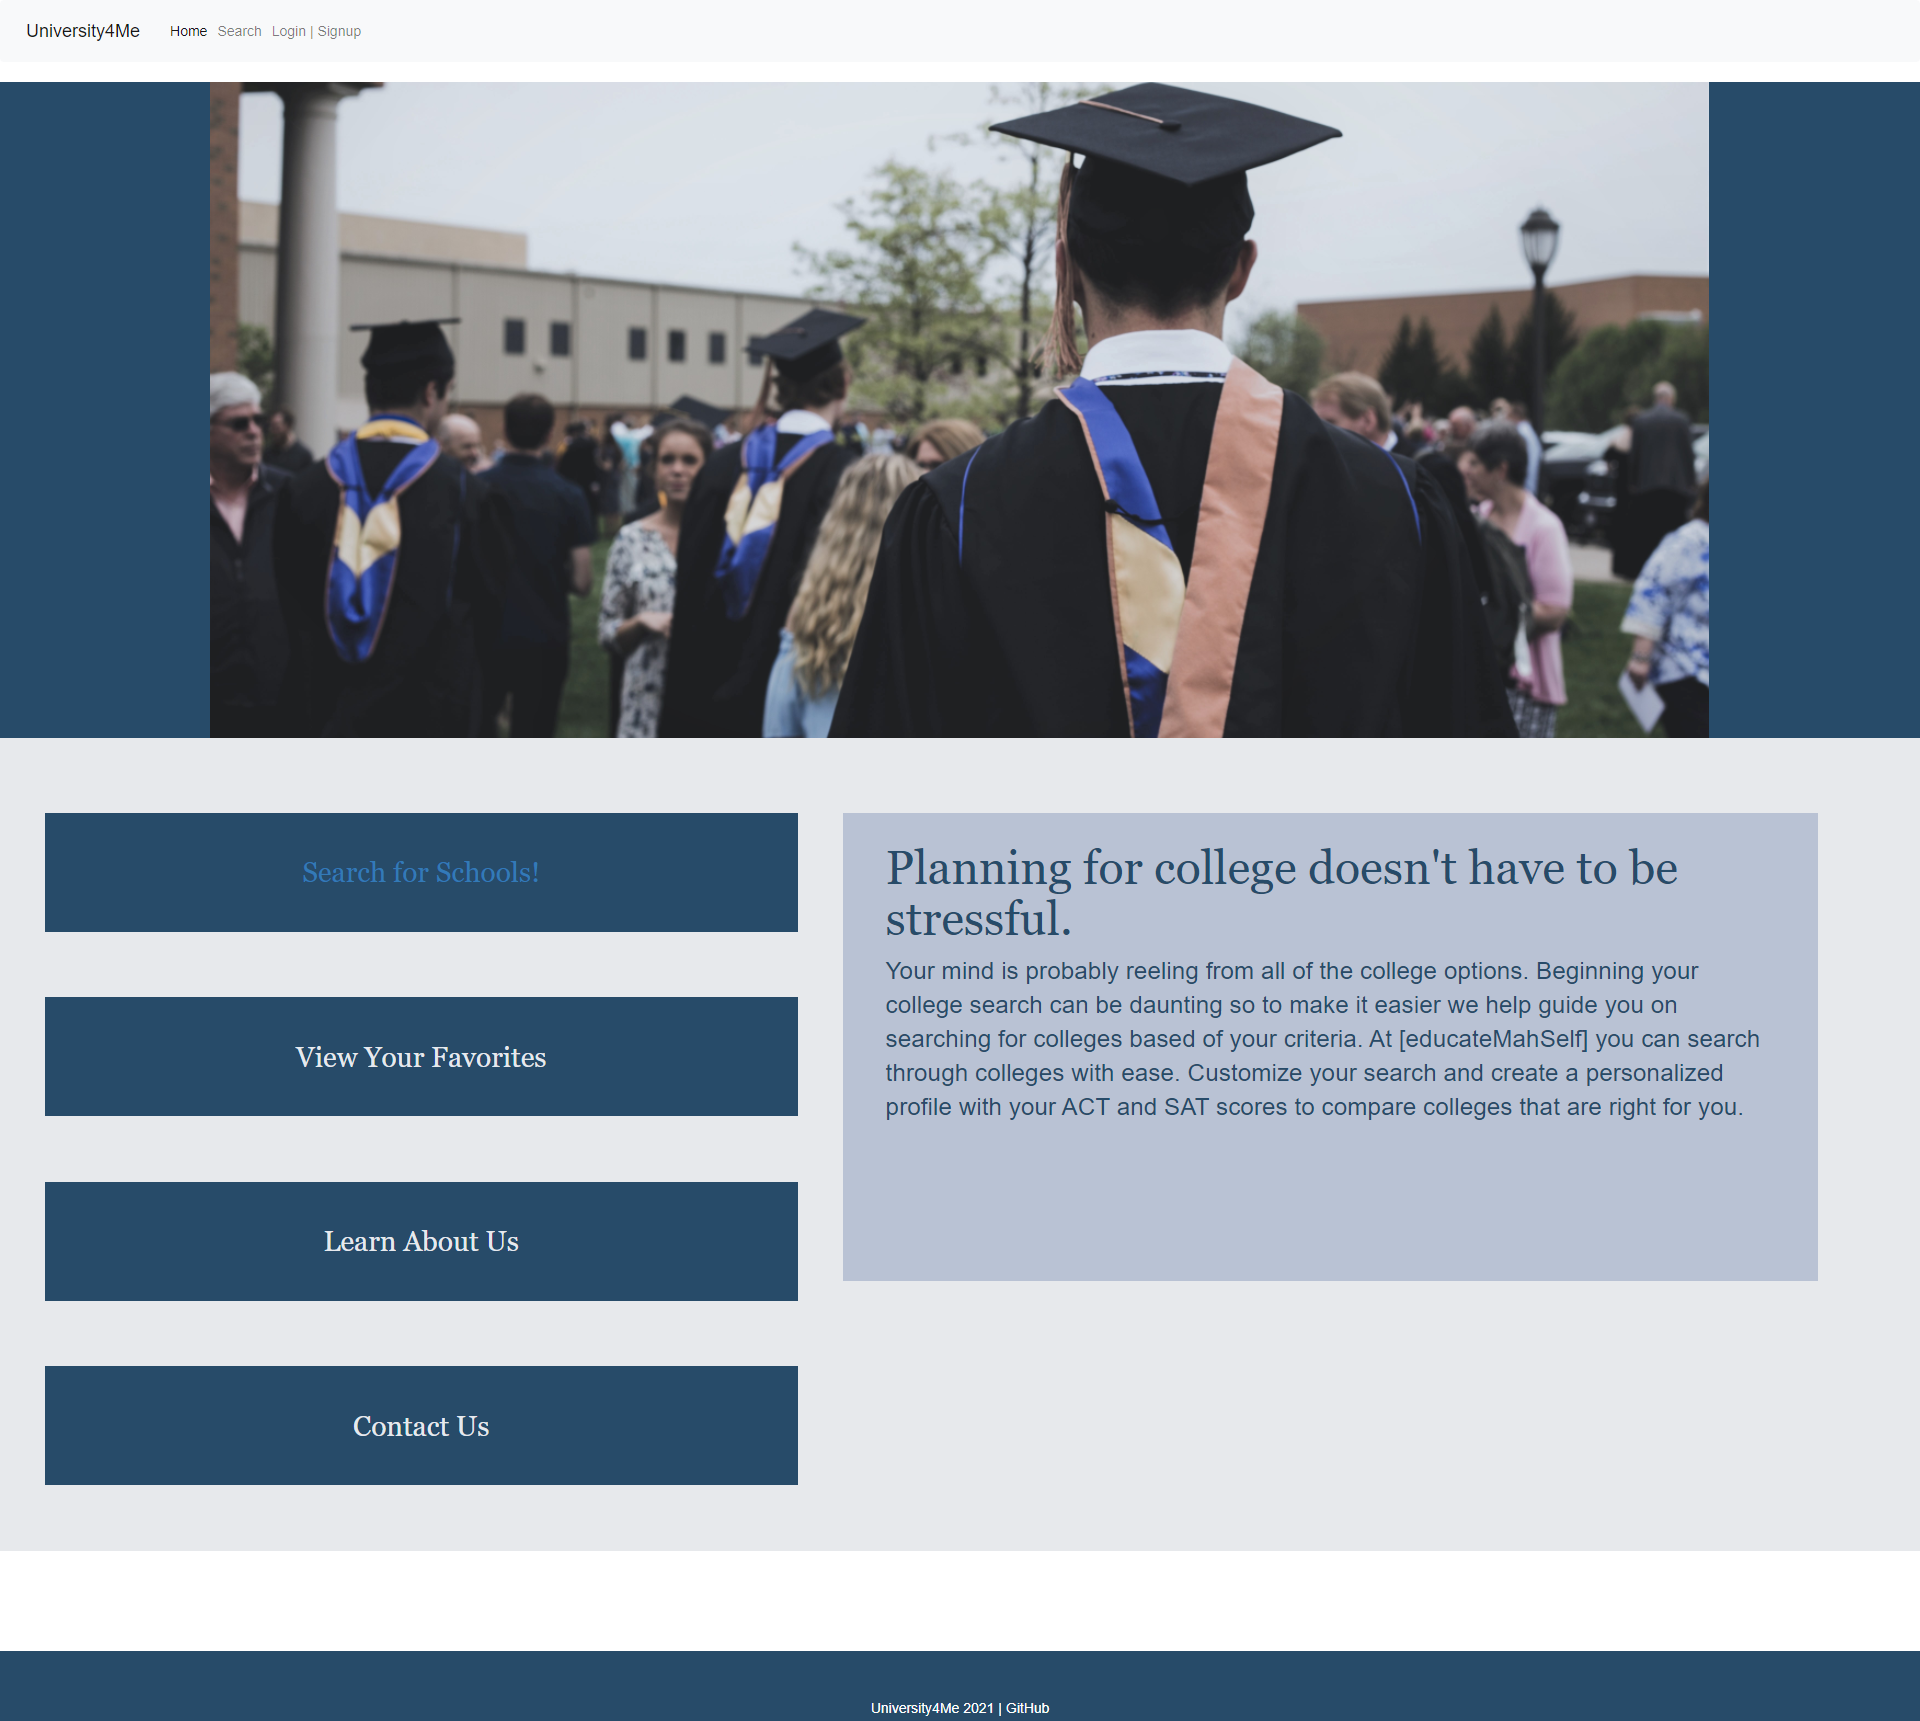 University4Me Home Search Login | Signup
Search for Schools!
View Your Favorites
Learn About Us
Contact Us
Planning for college doesn't have to be
stressful.
Your mind is probably reeling from all of the college options. Beginning your
college search can be daunting so to make it easier we help guide you on
searching for colleges based of your criteria. At [educateMahSelf] you can search
through colleges with ease. Customize your search and create a personalized
profile with your ACT and SAT scores to compare colleges that are right for you.
University4Me 2021 | GitHub